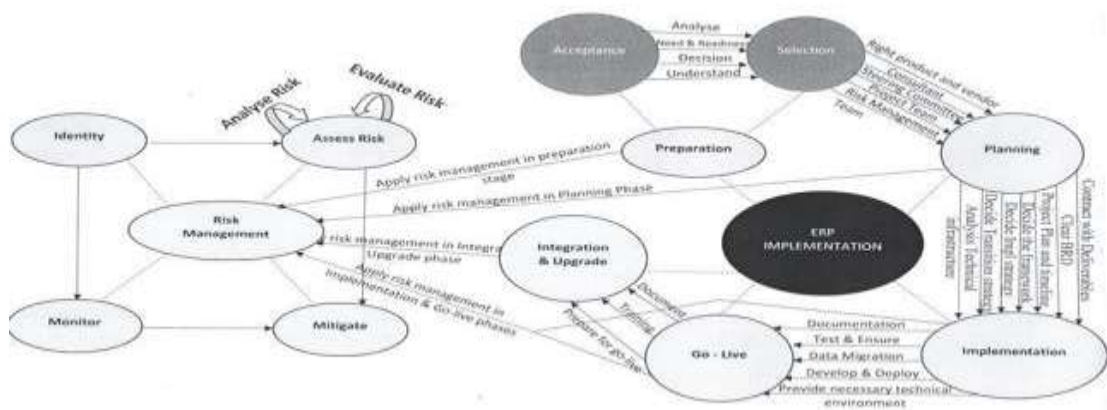 Analyse
Need & Readiness
Decision
Understand
Acceptance
Selection
Right product and vendor
Consultant
Steering Committee
Project Team
Risk Management
Team
Evaluate Risk
Analyse Risk
Identity
Assess Risk
Preparation
Planning
Apply risk management in preparation
stage
Apply risk management in Planning Phase
Risk
Management
ERP
IMPLEMENTATION
Integration
& Upgrade
risk management in Integra
Upgrade phase
Apply risk management in
Implementation & Go-live phases
Contract with Deliverables
Clear BRD
Project Plan and timeline
Decide the framework
Decide Impl strategy
Decide Transition strategy
Analysis Technical
infrastructure
Monitor
Mitigate
Document
Training
Prepare for go-live
Go - Live
Documentation
Test & Ensure
Data Migration
Develop & Deploy
Provide necessary technical
environment
Implementation